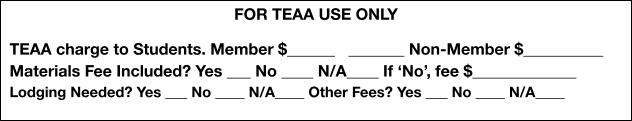 FOR TEAA USE ONLY
TEAA charge to Students. Member $______ _______ Non-Member $__________
Materials Fee Included? Yes ___ No ____ N/A____ If ‘No’, fee $_____________
Lodging Needed? Yes ___ No ____ N/A____ Other Fees? Yes ___ No ____ N/A____